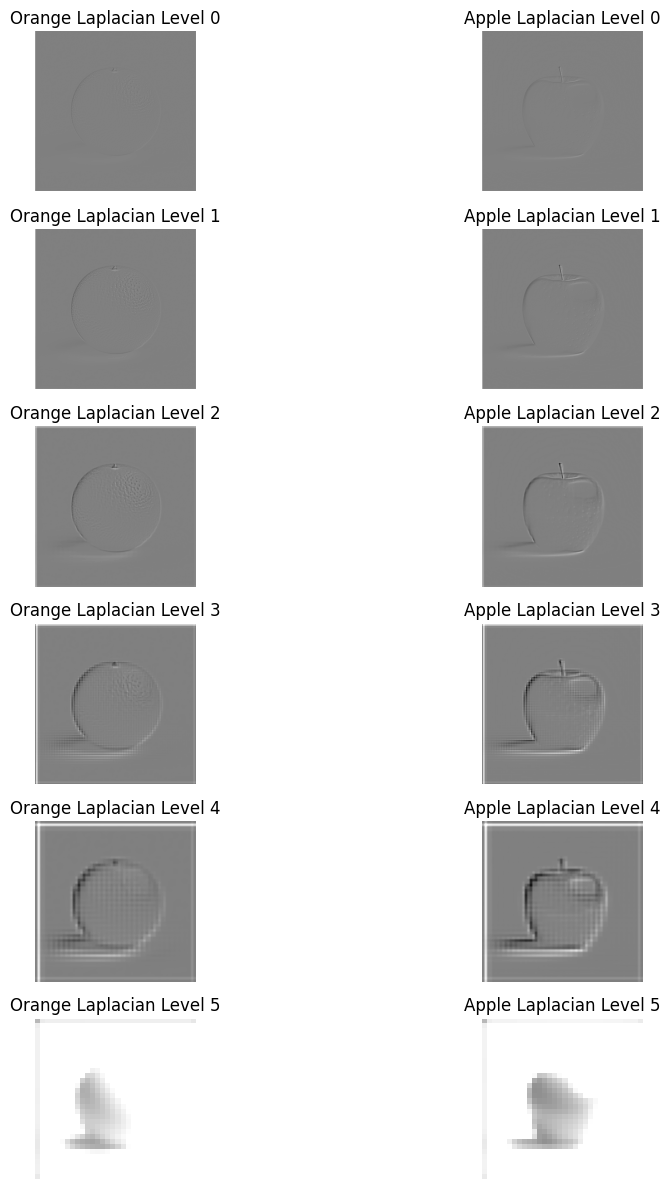 Orange Laplacian Level 0
Apple Laplacian Level 0
Orange Laplacian Level 1
Apple Laplacian Level 1
Orange Laplacian Level 2
Apple Laplacian Level 2
Orange Laplacian Level 3
Apple Laplacian Level 3
Orange Laplacian Level 4
Apple Laplacian Level 4
Orange Laplacian Level 5
Apple Laplacian Level 5